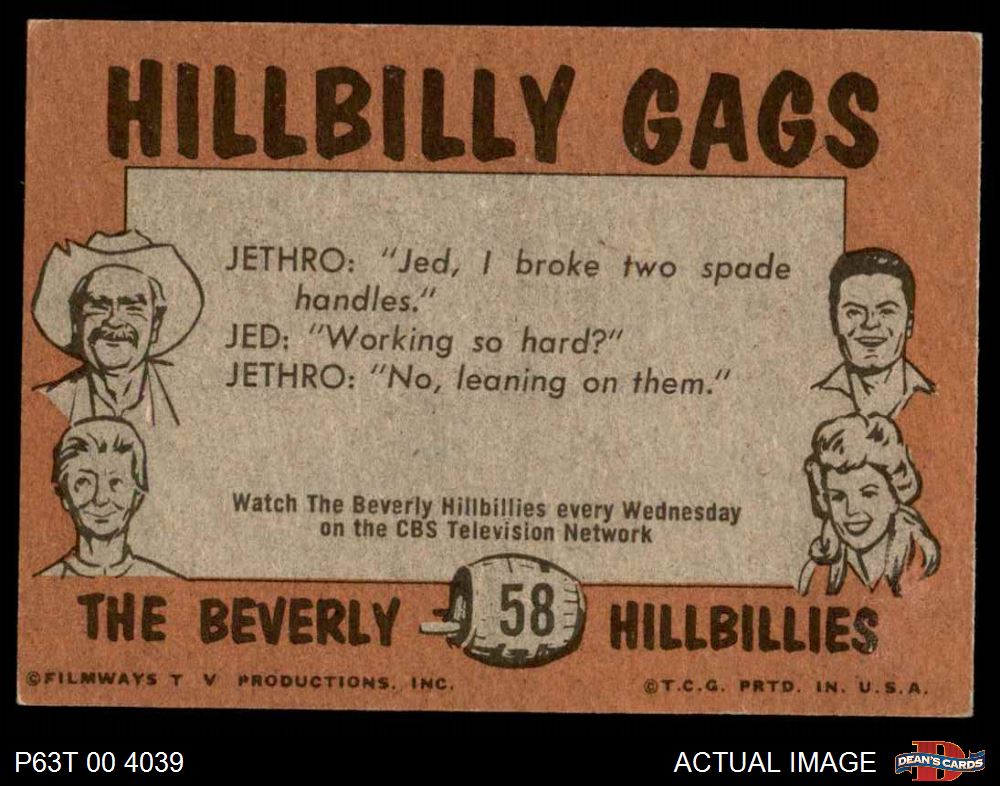 HILLBILLY GAGS
JETHRO: "Jed, I broke two spade
handles."
JED: "Working so hard?"
JETHRO: "No, leaning on them."
Watch The Beverly Hillbillies every Wednesday
on the CBS Television Network
THE BEVERLY 58 HILLBILLIES
©FILMWAYS T V PRODUCTIONS, INC.
©T.C.G. PRTD. IN. U.S.A.
P63T 00 4039
ACTUAL IMAGE
D
DEAN'S CARDS